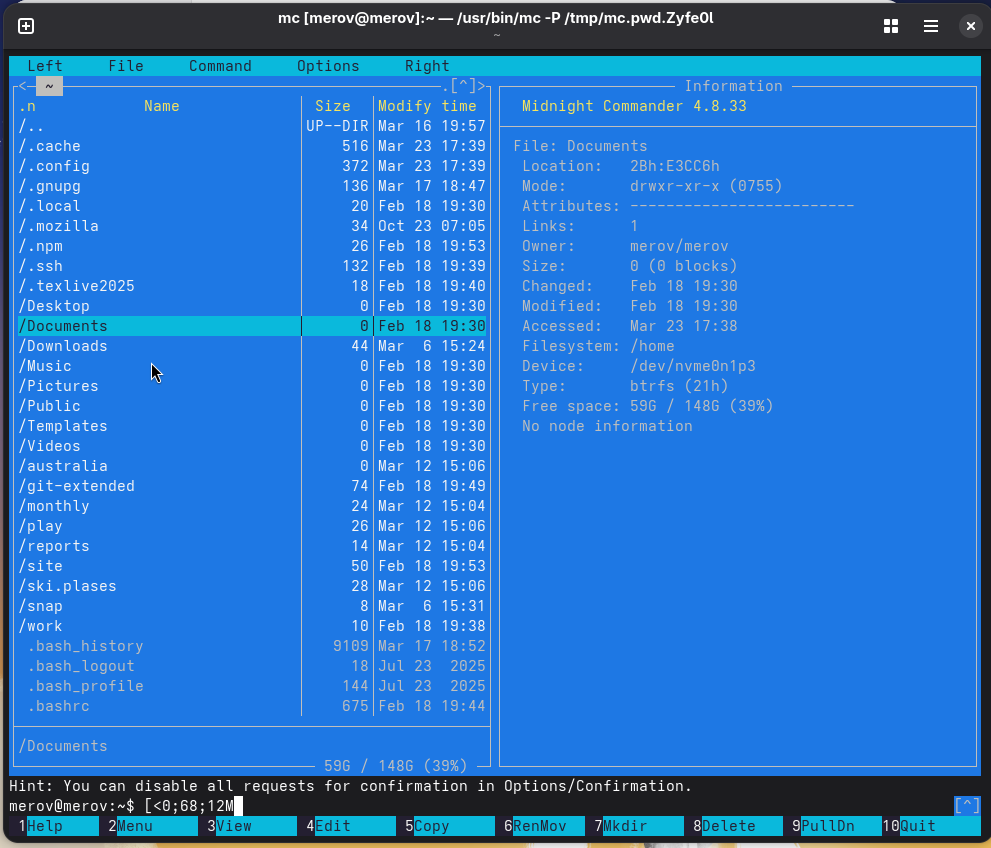 mc [merov@merov]:~ — /usr/bin/mc -P /tmp/mc.pwd.Zyfe0l
~
Left File Command Options Right
<─ ~ .[^]> Information
.n Name Size Modify time Midnight Commander 4.8.33
/.. UP--DIR Mar 16 19:57
/.cache 516 Mar 23 17:39 File: Documents
/.config 372 Mar 23 17:39 Location: 2Bh:E3CC6h
/.gnupg 136 Mar 17 18:47 Mode: drwxr-xr-x (0755)
/.local 20 Feb 18 19:30 Attributes: -------------------------
/.mozilla 34 Oct 23 07:05 Links: 1
/.npm 26 Feb 18 19:53 Owner: merov/merov
/.ssh 132 Feb 18 19:39 Size: 0 (0 blocks)
/.texlive2025 18 Feb 18 19:40 Changed: Feb 18 19:30
/Desktop 0 Feb 18 19:30 Modified: Feb 18 19:30
/Documents 0 Feb 18 19:30 Accessed: Mar 23 17:38
/Downloads 44 Mar 6 15:24 Filesystem: /home
/Music 0 Feb 18 19:30 Device: /dev/nvme0n1p3
/Pictures 0 Feb 18 19:30 Type: btrfs (21h)
/Public 0 Feb 18 19:30 Free space: 59G / 148G (39%)
/Templates 0 Feb 18 19:30 No node information
/Videos 0 Feb 18 19:30
/australia 0 Mar 12 15:06
/git-extended 74 Feb 18 19:49
/monthly 24 Mar 12 15:04
/play 26 Mar 12 15:06
/reports 14 Mar 12 15:04
/site 50 Feb 18 19:53
/ski.plases 28 Mar 12 15:06
/snap 8 Mar 6 15:31
/work 10 Feb 18 19:38
.bash_history 9109 Mar 17 18:52
.bash_logout 18 Jul 23 2025
.bash_profile 144 Jul 23 2025
.bashrc 675 Feb 18 19:44
/Documents
59G / 148G (39%)
Hint: You can disable all requests for confirmation in Options/Confirmation.
merov@merov:~$ [<0;68;12M [^]
1Help 2Menu 3View 4Edit 5Copy 6RenMov 7Mkdir 8Delete 9PullDn 10Quit